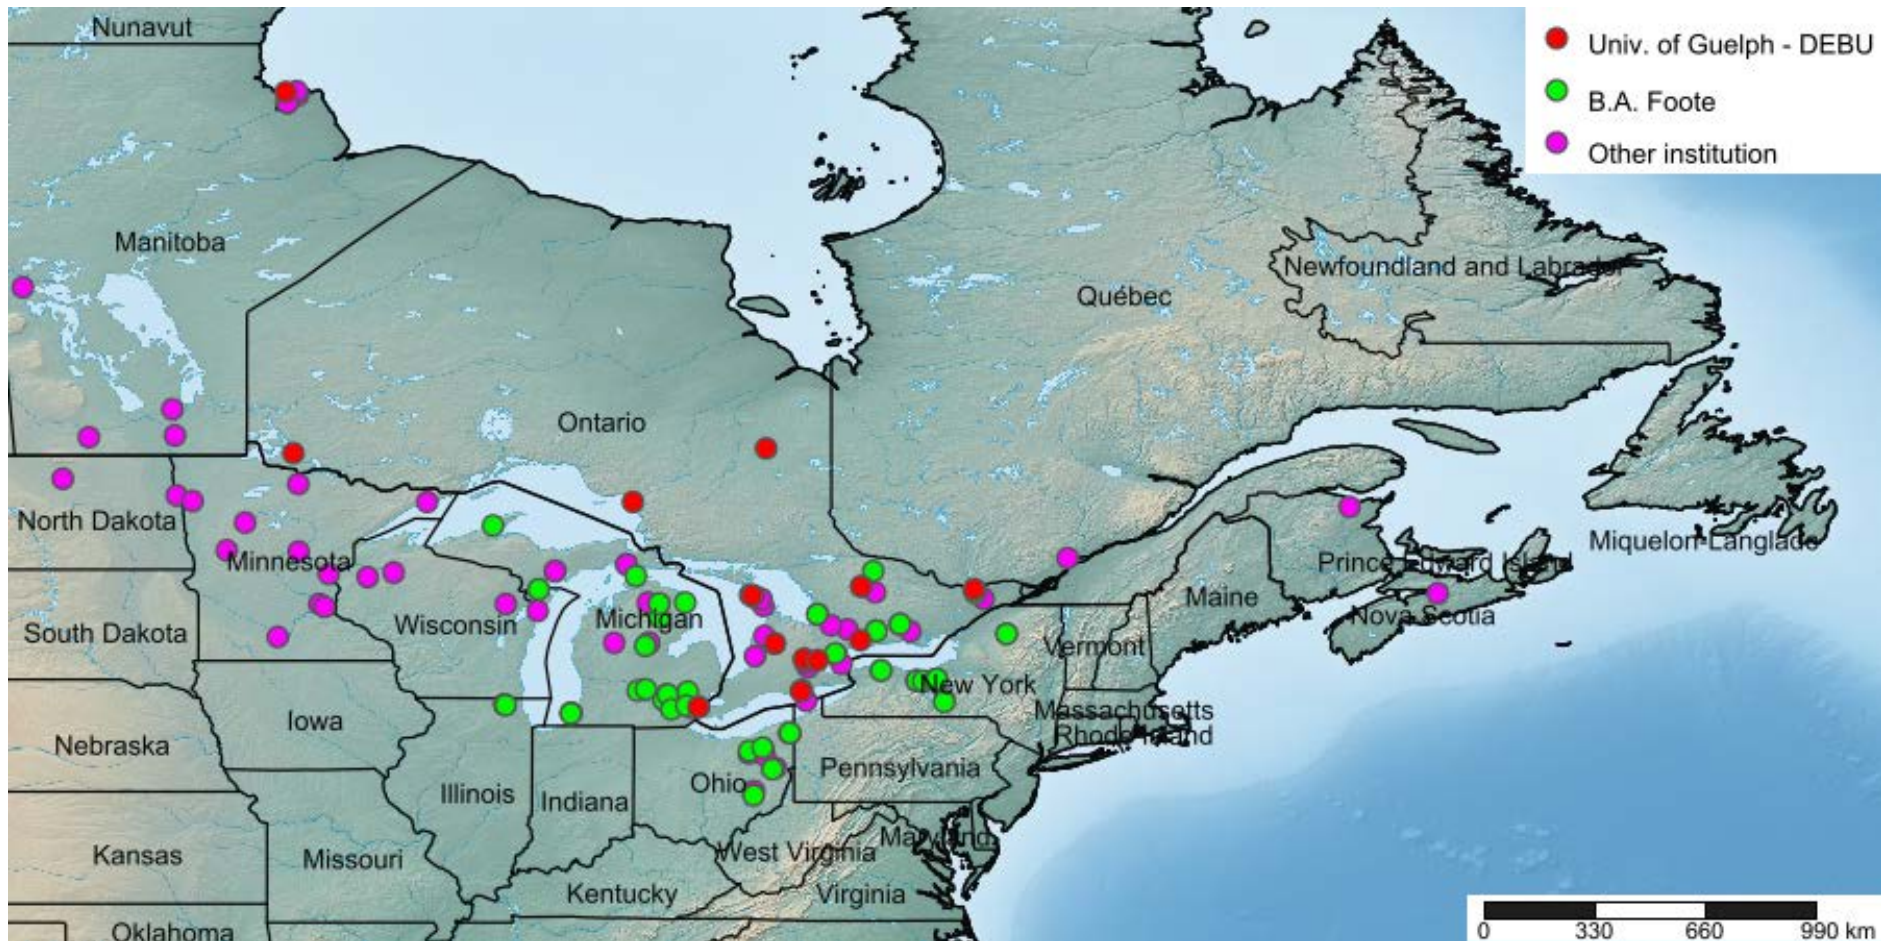 Nunavut
Univ. of Guelph - DEBU
B.A. Foote
Other institution
Manitoba
Newfoundland and Labrador
Québec
Ontario
North Dakota
Minnesota
Miquelon-Langlade
Prince Edward Island
Maine
Nova Scotia
South Dakota
Wisconsin
Michigan
Vermont
New York
Massachusetts
Rhode Island
Iowa
Nebraska
Pennsylvania
Ohio
Illinois
Indiana
Maryland
Kansas
Missouri
West Virginia
Kentucky
Virginia
Oklahoma
0 330 660 990 km